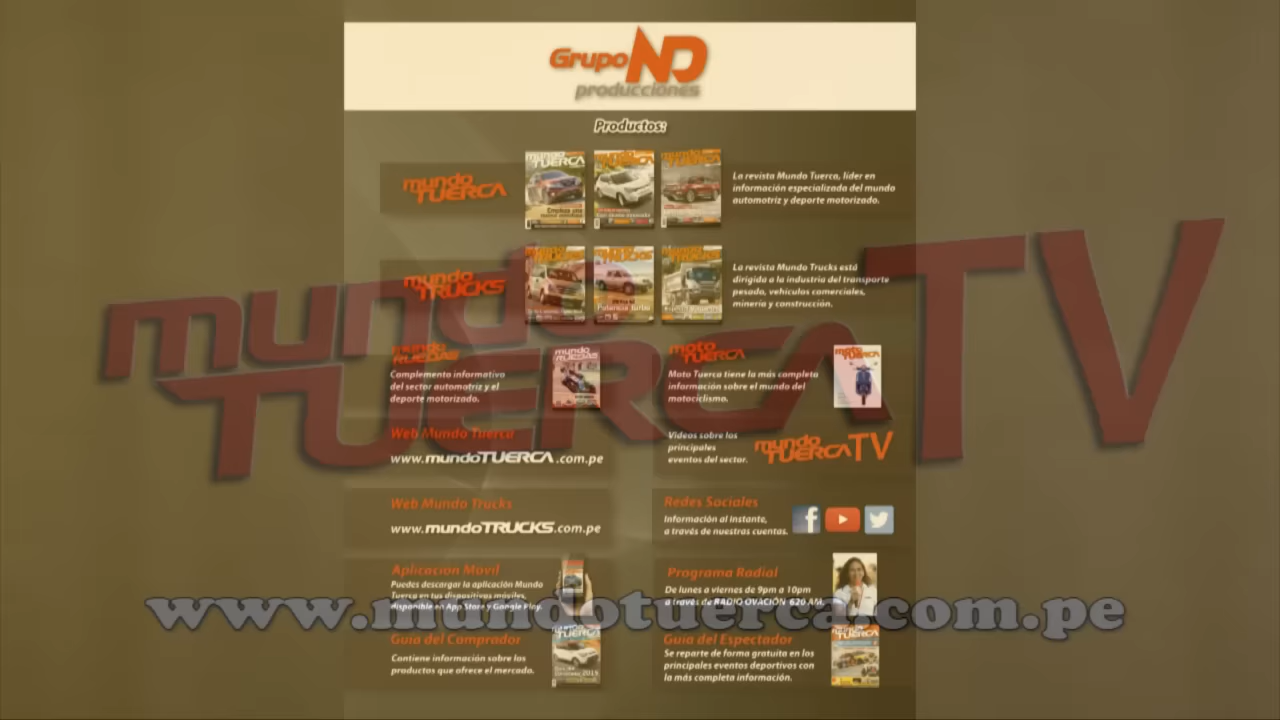 Grupo ND
producciones
Productos:
mundo
TUERCA
La revista Mundo Tuerca, líder en
información especializada del mundo
automotriz y deporte motorizado.
mundo
TRUCKS
La revista Mundo Trucks está
dirigida a la industria del transporte
pesado, vehículos comerciales,
minería y construcción.
mundo
TUERCA TV
mundo
RUEDAS
Complemento informativo
del sector automotriz y el
deporte motorizado.
moto
TUERCA
Moto Tuerca tiene la más completa
información sobre el mundo del
motociclismo.
Web Mundo Tuerca
www.mundoTUERCA.com.pe
Videos sobre los
principales
eventos del sector.
mundo
TUERCA TV
Web Mundo Trucks
www.mundoTRUCKS.com.pe
Redes Sociales
Información al instante,
a través de nuestras cuentas.
Aplicación Móvil
Puedes descargar la aplicación Mundo
Tuerca en tus dispositivos móviles,
disponible en App Store y Google Play.
Programa Radial
De lunes a viernes de 9pm a 10pm
a través de RADIO OVACIÓN 620 AM.
www.mundotuerca.com.pe
Guía del Comprador
Contiene información sobre los
productos que ofrece el mercado.
Guía del Espectador
Se reparte de forma gratuita en los
principales eventos deportivos con
la más completa información.